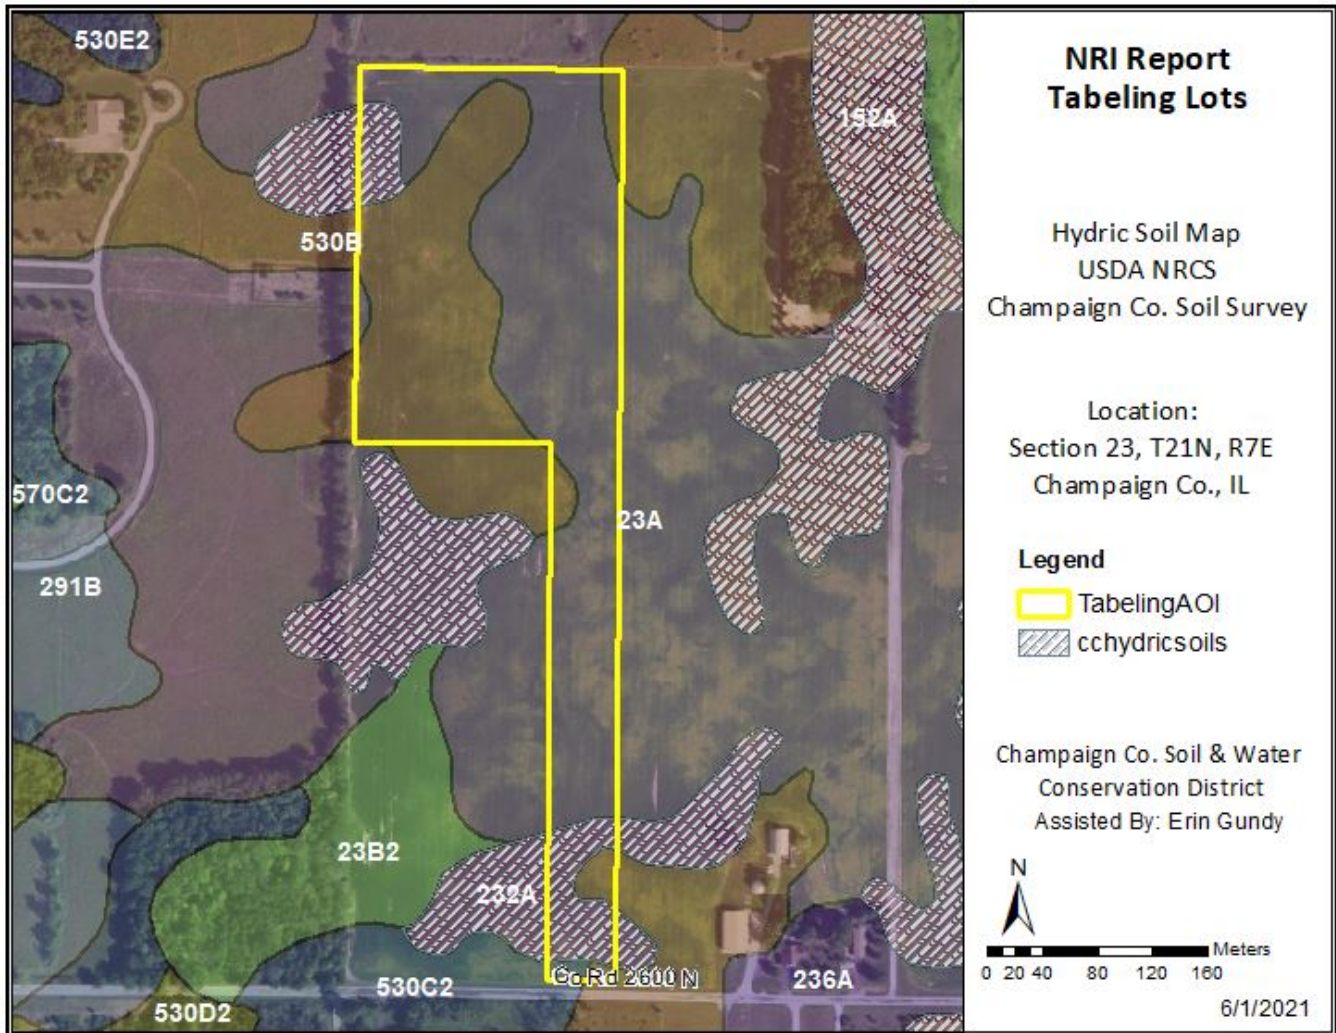 530E2
152A
530B
23A
570C2
291B
23B2
232A
Co Rd 2600 N
530C2
236A
530D2
NRI Report
Tabeling Lots
Hydric Soil Map
USDA NRCS
Champaign Co. Soil Survey
Location:
Section 23, T21N, R7E
Champaign Co., IL
Legend
TabelingAOI
cchydricsoils
Champaign Co. Soil & Water
Conservation District
Assisted By: Erin Gundy
N
Meters
0 20 40 80 120 160
6/1/2021